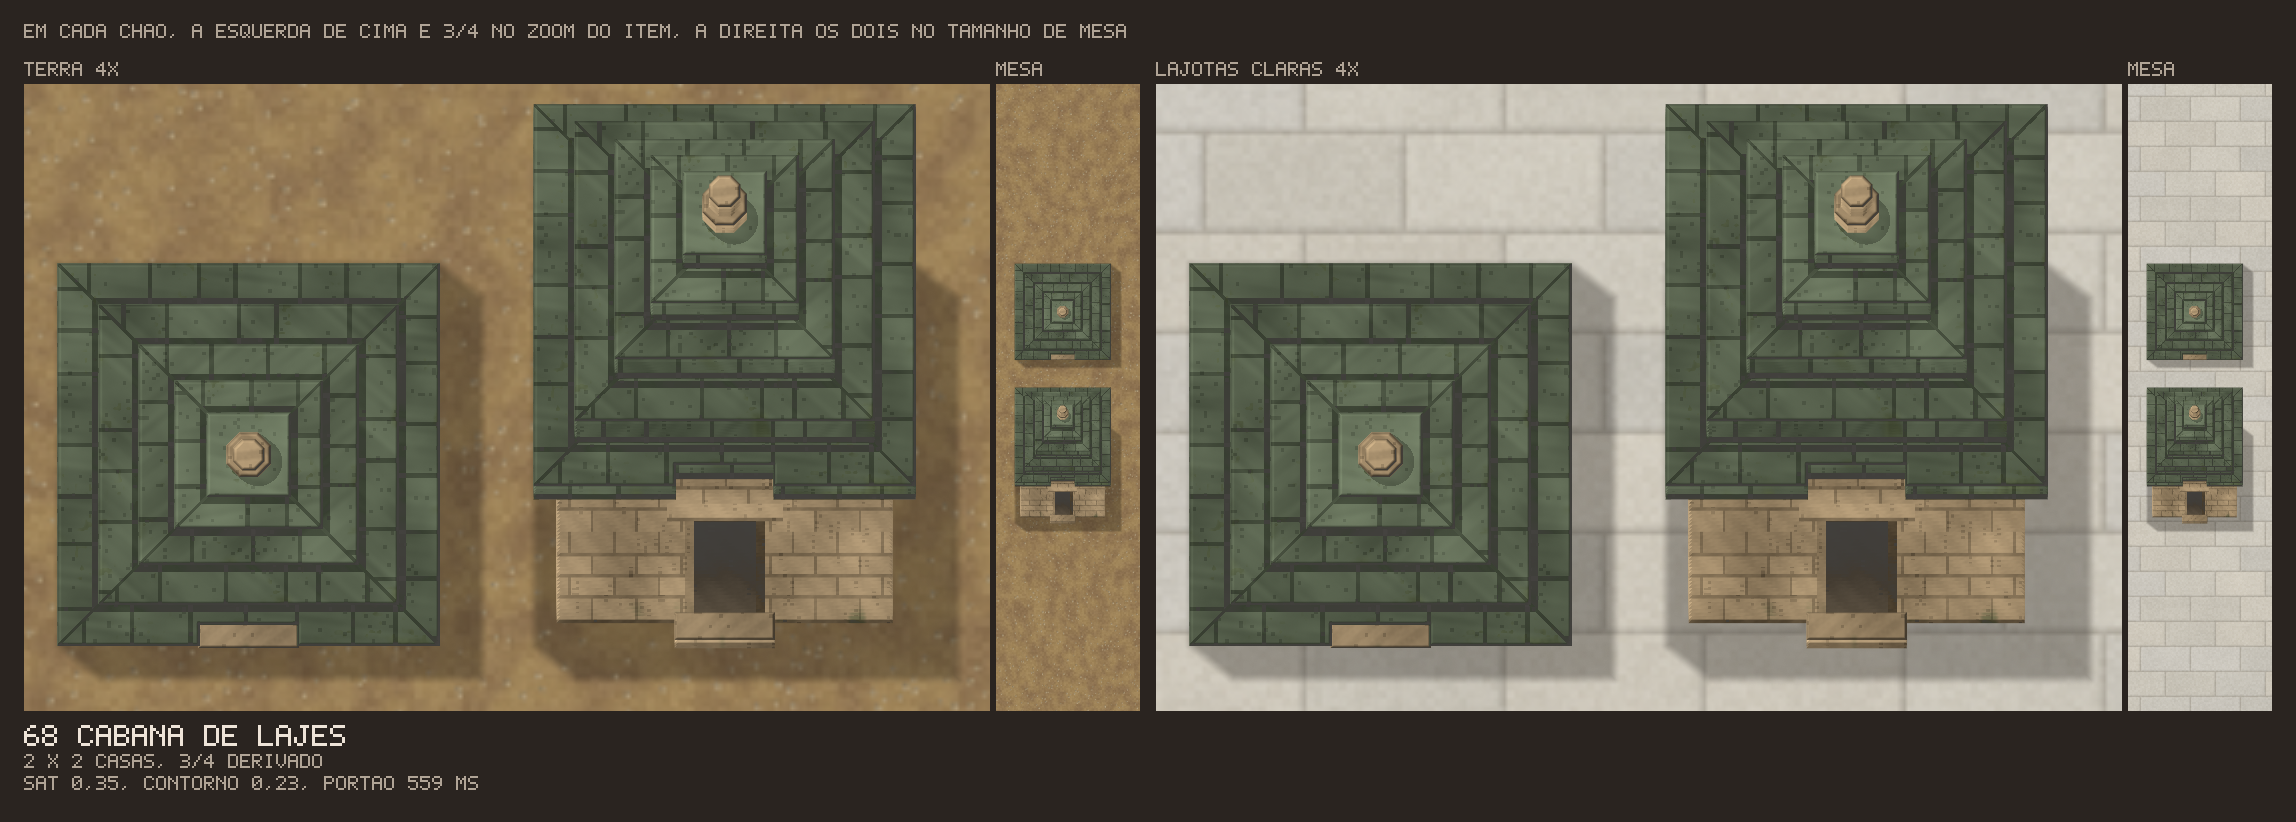 EM CADA CHAO, A ESQUERDA DE CIMA E 3/4 NO ZOOM DO ITEM, A DIREITA OS DOIS NO TAMANHO DE MESA
TERRA 4X
MESA
LAJOTAS CLARAS 4X
MESA
68 CABANA DE LAJES
2 X 2 CASAS, 3/4 DERIVADO
SAT 0,35, CONTORNO 0,23, PORTAO 559 MS